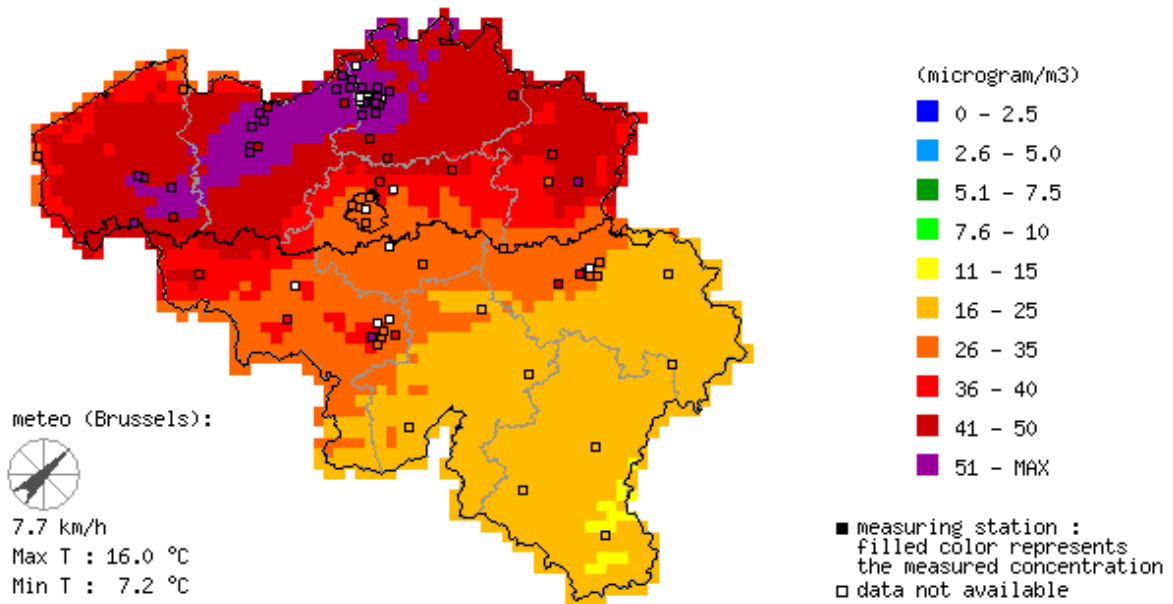 (microgram/m3)
0 - 2.5
2.6 - 5.0
5.1 - 7.5
7.6 - 10
11 - 15
16 - 25
26 - 35
36 - 40
41 - 50
51 - MAX
meteo (Brussels):
7.7 km/h
Max T : 16.0 °C
Min T : 7.2 °C
measuring station :
filled color represents
the measured concentration
data not available